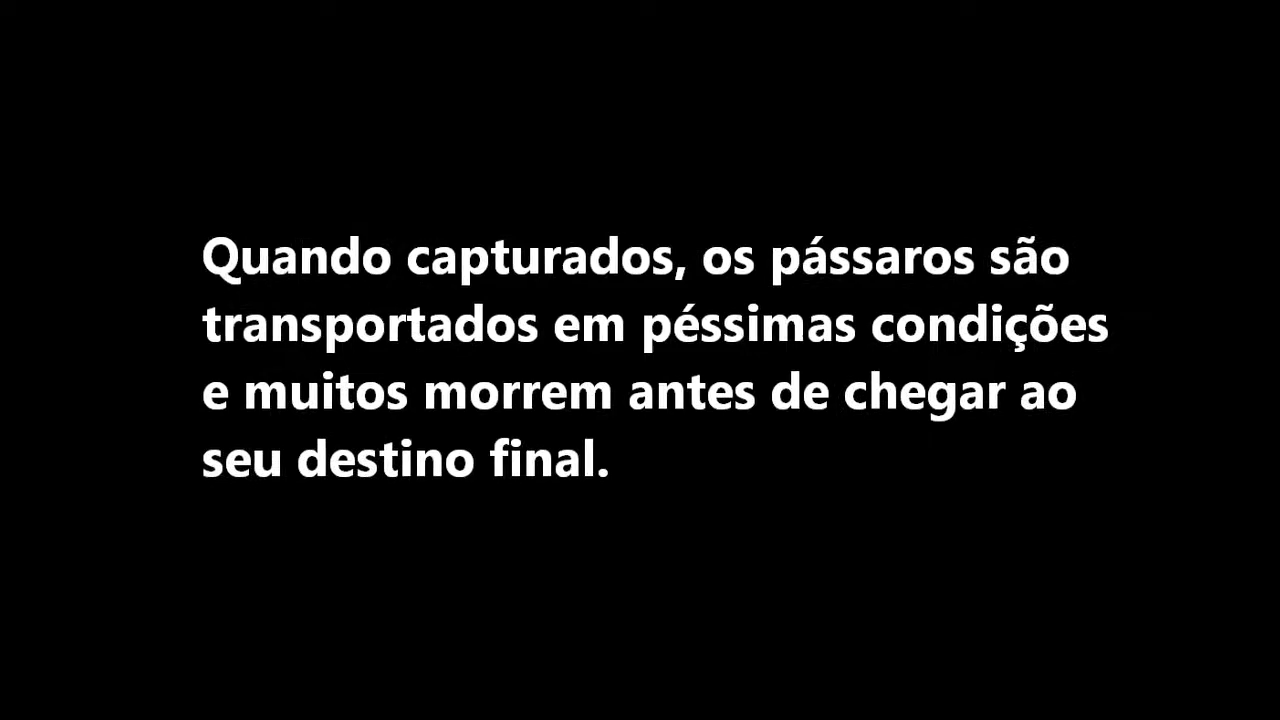 Quando capturados, os pássaros são
transportados em péssimas condições
e muitos morrem antes de chegar ao
seu destino final.